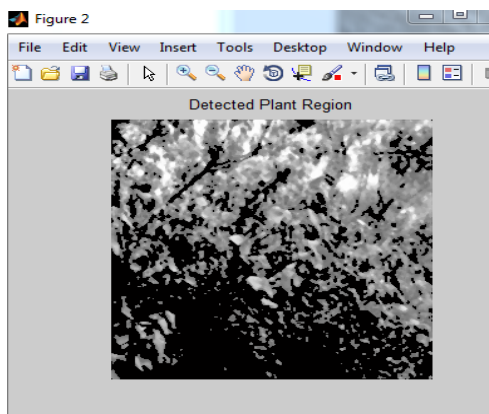 Figure 2
File Edit View Insert Tools Desktop Window Help
Detected Plant Region